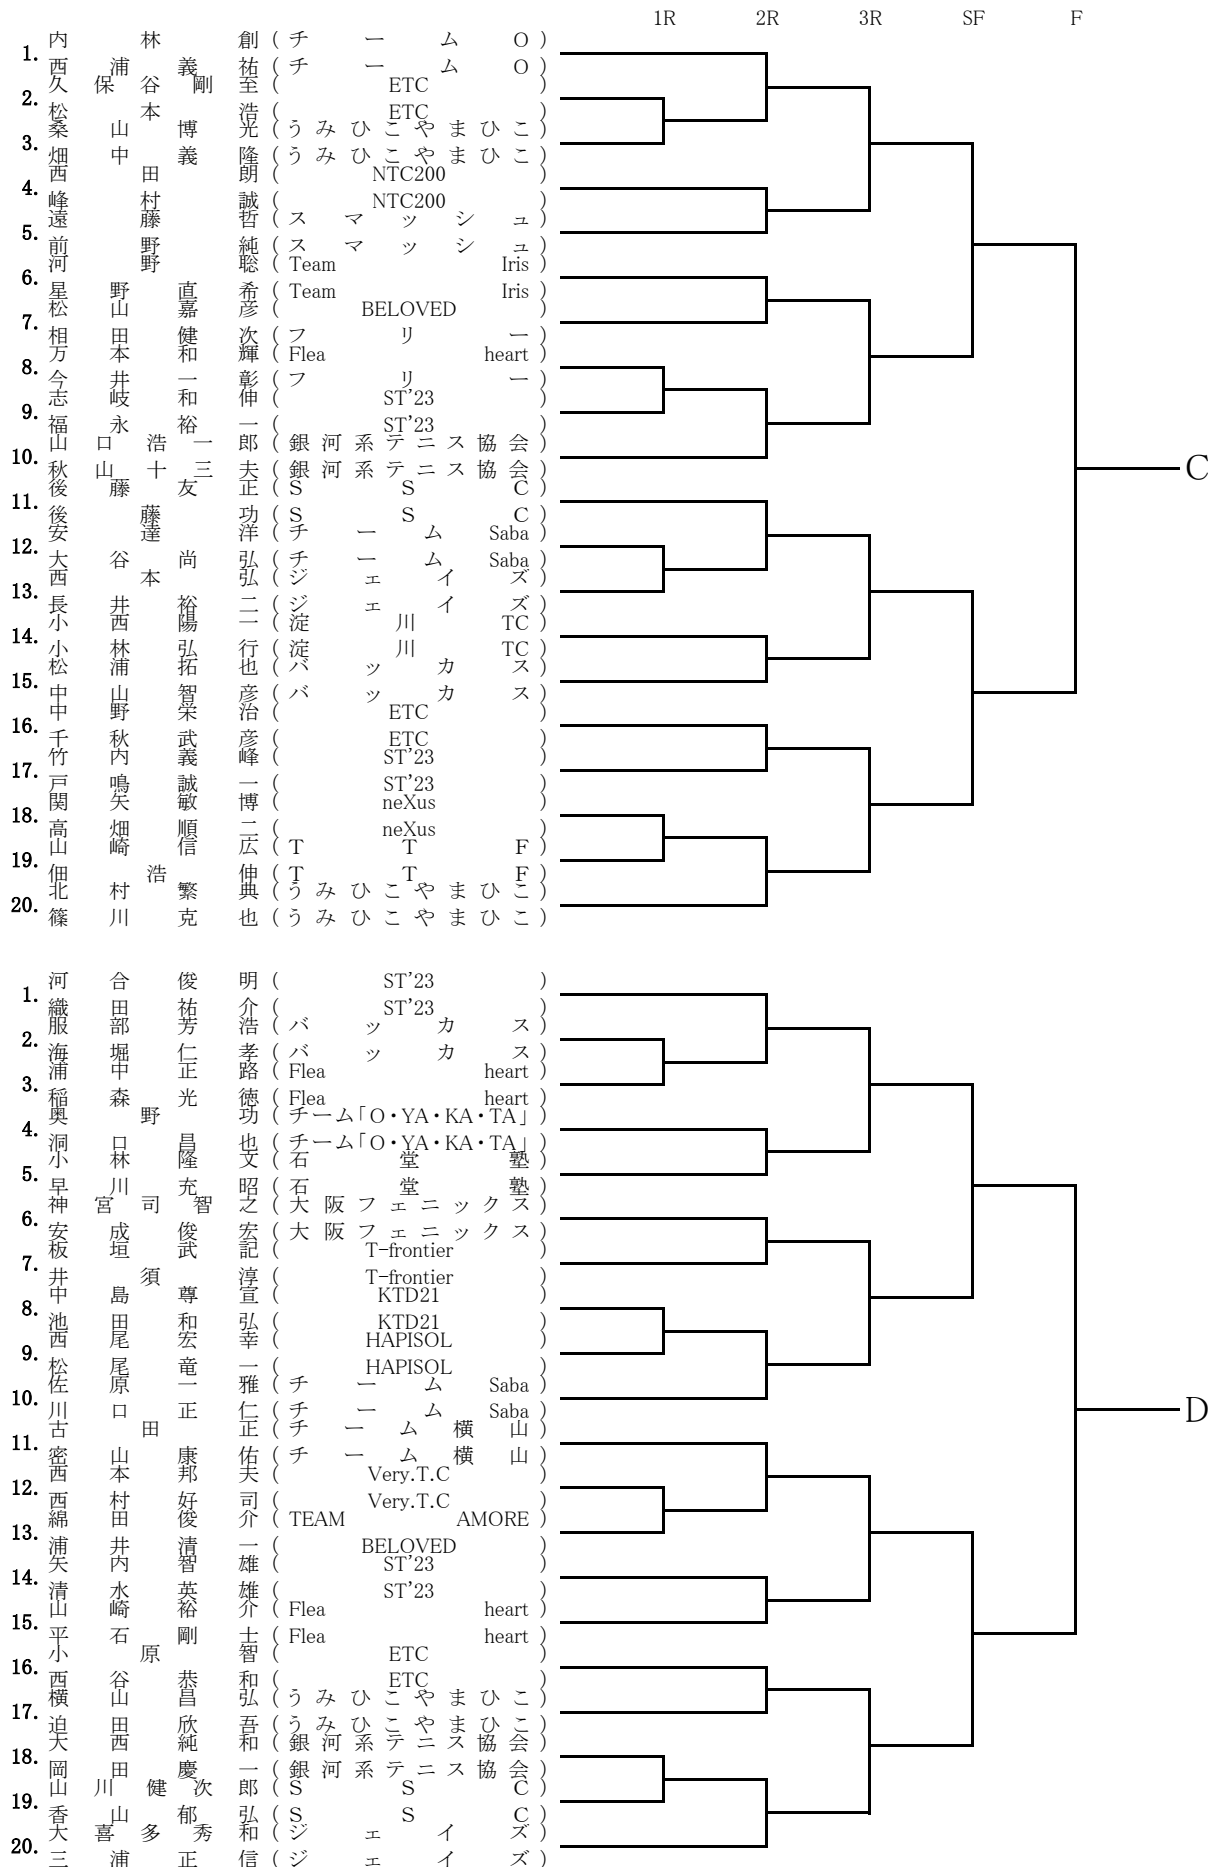 1R 2R 3R SF F
内林創(チームO)
1.
西浦義祐(チームO)
久保谷剛至(ETC)
2.
松本浩(ETC)
桑山博光(うみひこやまひこ)
3.
畑中義隆(うみひこやまひこ)
西田朗(NTC200)
4.
峰村誠(NTC200)
遠藤哲(スマッシュ)
5.
前野純(スマッシュ)
河野聡(Team Iris)
6.
星野直希(Team Iris)
松山嘉彦(BELOVED)
7.
相田健次(フリー)
万本和輝(Flea heart)
8.
今井一彰(フリー)
志岐和伸(ST'23)
9.
福永裕一(ST'23)
山口浩一郎(銀河系テニス協会)
10.
秋山十三夫(銀河系テニス協会)
C
後藤友正(SSC)
11.
後藤功(SSC)
安達洋(チームSaba)
12.
大谷尚弘(チームSaba)
西本弘(ジェイズ)
13.
長井裕二(ジェイズ)
小西陽一(淀川TC)
14.
小林弘行(淀川TC)
松浦拓也(バッカス)
15.
中山智彦(バッカス)
中野栄治(ETC)
16.
千秋武彦(ETC)
竹内義峰(ST'23)
17.
戸鳴誠一(ST'23)
関矢敏博(neXus)
18.
高畑順二(neXus)
山崎信広(TTF)
19.
佃浩伸(TTF)
北村繁典(うみひこやまひこ)
20.
篠川克也(うみひこやまひこ)
河合俊明(ST'23)
1.
織田祐介(ST'23)
服部芳浩(バッカス)
2.
海堀仁孝(バッカス)
浦中正路(Flea heart)
3.
稲森光徳(Flea heart)
奥野功(チーム「O・YA・KA・TA」)
4.
洞口昌也(チーム「O・YA・KA・TA」)
小林隆文(石堂塾)
5.
早川充昭(石堂塾)
神宮司智之(大阪フェニックス)
6.
安成俊宏(大阪フェニックス)
板垣武記(T-frontier)
7.
井須淳(T-frontier)
中島尊宣(KTD21)
8.
池田和弘(KTD21)
西尾宏幸(HAPISOL)
9.
松尾竜一(HAPISOL)
佐原一雅(チームSaba)
10.
川口正仁(チームSaba)
D
古田正(チーム横山)
11.
密山康佑(チーム横山)
西本邦夫(Very.T.C)
12.
西村好司(Very.T.C)
綿田俊介(TEAM AMORE)
13.
浦井清一(BELOVED)
矢内智雄(ST'23)
14.
清水英雄(ST'23)
山崎裕介(Flea heart)
15.
平石剛士(Flea heart)
小原智(ETC)
16.
西谷恭和(ETC)
横山昌弘(うみひこやまひこ)
17.
迫田欣吾(うみひこやまひこ)
大西純和(銀河系テニス協会)
18.
岡田慶一(銀河系テニス協会)
山川健次郎(SSC)
19.
香山郁弘(SSC)
大喜多秀和(ジェイズ)
20.
三浦正信(ジェイズ)